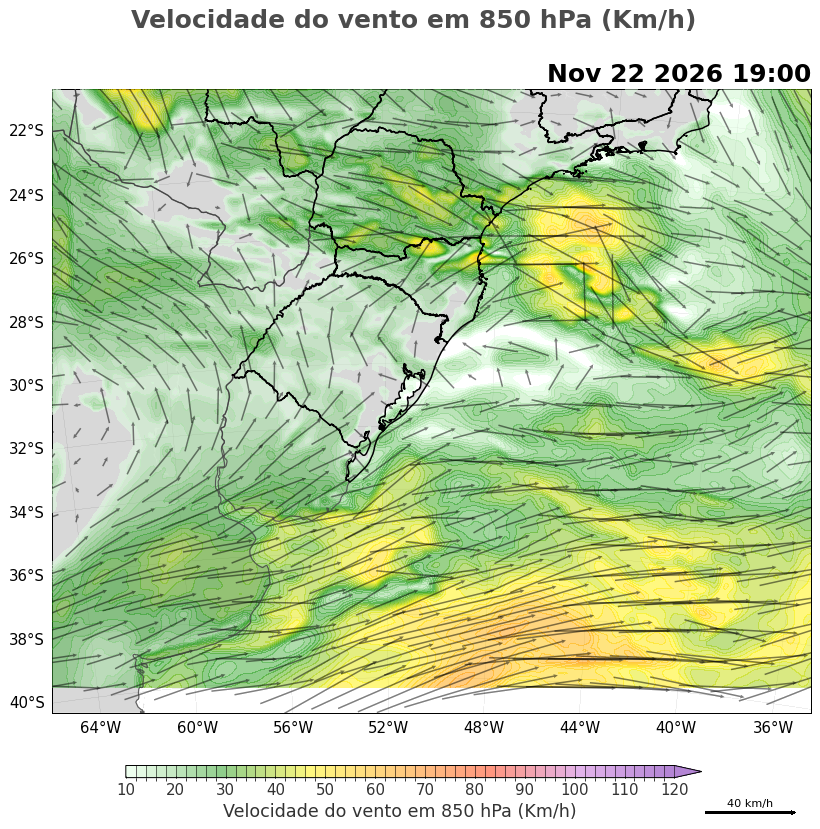 Velocidade do vento em 850 hPa (Km/h)
Nov 22 2026 19:00
22°S
24°S
26°S
28°S
30°S
32°S
34°S
36°S
38°S
40°S
64°W 60°W 56°W 52°W 48°W 44°W 40°W 36°W
10 20 30 40 50 60 70 80 90 100 110 120
Velocidade do vento em 850 hPa (Km/h)
40 km/h